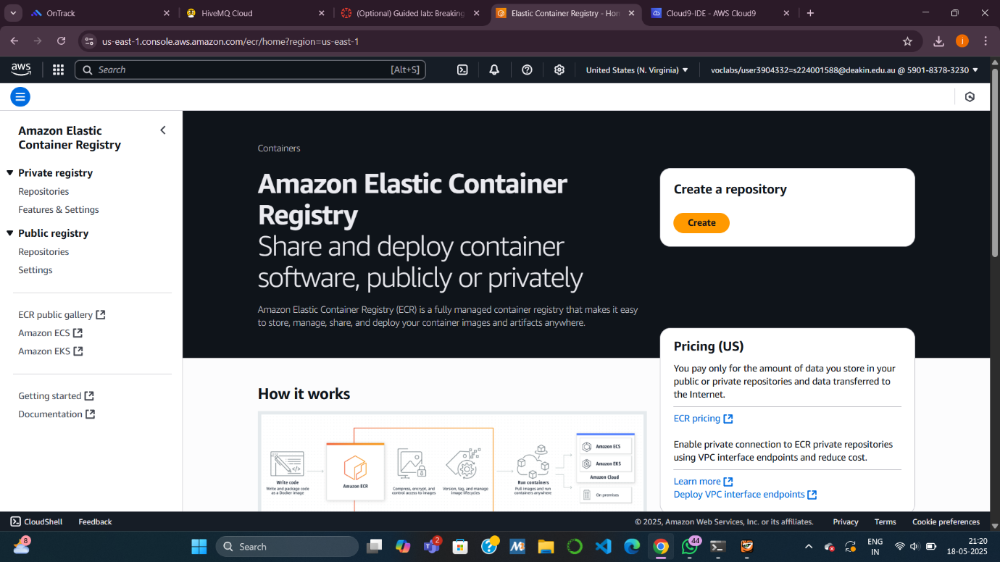 OnTrack
HiveMQ Cloud
(Optional) Guided lab: Breaking
Elastic Container Registry - Hom
Cloud9-IDE - AWS Cloud9
us-east-1.console.aws.amazon.com/ecr/home?region=us-east-1
j
aws
Search
[Alt+S]
United States (N. Virginia)
voclabs/user3904332=s224001588@deakin.edu.au @ 5901-8378-3230
Amazon Elastic
Container Registry
Private registry
Repositories
Features & Settings
Public registry
Repositories
Settings
ECR public gallery
Amazon ECS
Amazon EKS
Getting started
Documentation
Containers
Amazon Elastic Container
Registry
Share and deploy container
software, publicly or privately
Amazon Elastic Container Registry (ECR) is a fully managed container registry that makes it easy
to store, manage, share, and deploy your container images and artifacts anywhere.
Create a repository
Create
Pricing (US)
You pay only for the amount of data you store in your
public or private repositories and data transferred to
the Internet.
ECR pricing
Enable private connection to ECR private repositories
using VPC interface endpoints and reduce cost.
Learn more
Deploy VPC interface endpoints
How it works
Write code
Write and package code
as a Docker image
Amazon ECR
Compress, encrypt, and
control access to images
Version, tag, and manage
image lifecycles
Run containers
Pull images and run
containers anywhere
Amazon ECS
Amazon EKS
Amazon Cloud
On premises
CloudShell
Feedback
© 2025, Amazon Web Services, Inc. or its affiliates.
Privacy
Terms
Cookie preferences
8
Search
2
44
ENG
IN
21:20
18-05-2025